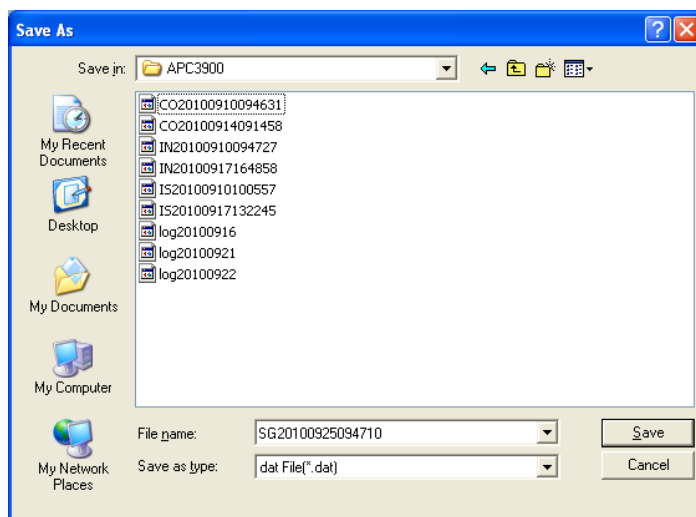 Save As
Save in: APC3900
CO20100910094631
CO20100914091458
IN20100910094727
IN20100917164858
IS20100910100557
IS20100917132245
log20100916
log20100921
log20100922
My Recent
Documents
Desktop
My Documents
My Computer
My Network
Places
File name: SG20100925094710 Save
Save as type: dat File(*.dat) Cancel